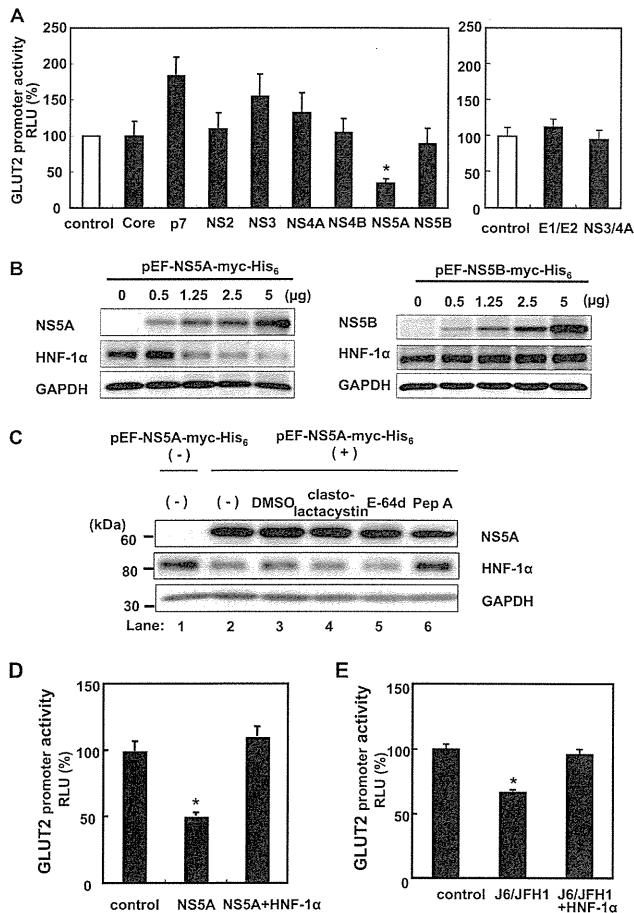 A
GLUT2 promoter activity
RLU (%)
250
200
150
100
50
0
control Core p7 NS2 NS3 NS4A NS4B NS5A NS5B
*
250
200
150
100
50
0
control E1/E2 NS3/4A
B
pEF-NS5A-myc-His6
0 0.5 1.25 2.5 5 (μg)
NS5A
HNF-1α
GAPDH
pEF-NS5B-myc-His6
0 0.5 1.25 2.5 5 (μg)
NS5B
HNF-1α
GAPDH
C
pEF-NS5A-myc-His6
(-)
pEF-NS5A-myc-His6
(+)
(-) (-) DMSO clasto-lactacystin E-64d Pep A
(kDa)
60
NS5A
80
HNF-1α
30
GAPDH
Lane: 1 2 3 4 5 6
D
GLUT2 promoter activity
RLU (%)
150
100
50
0
*
control NS5A NS5A+HNF-1α
E
GLUT2 promoter activity
RLU (%)
150
100
50
0
*
control J6/JFH1 J6/JFH1
+HNF-1α